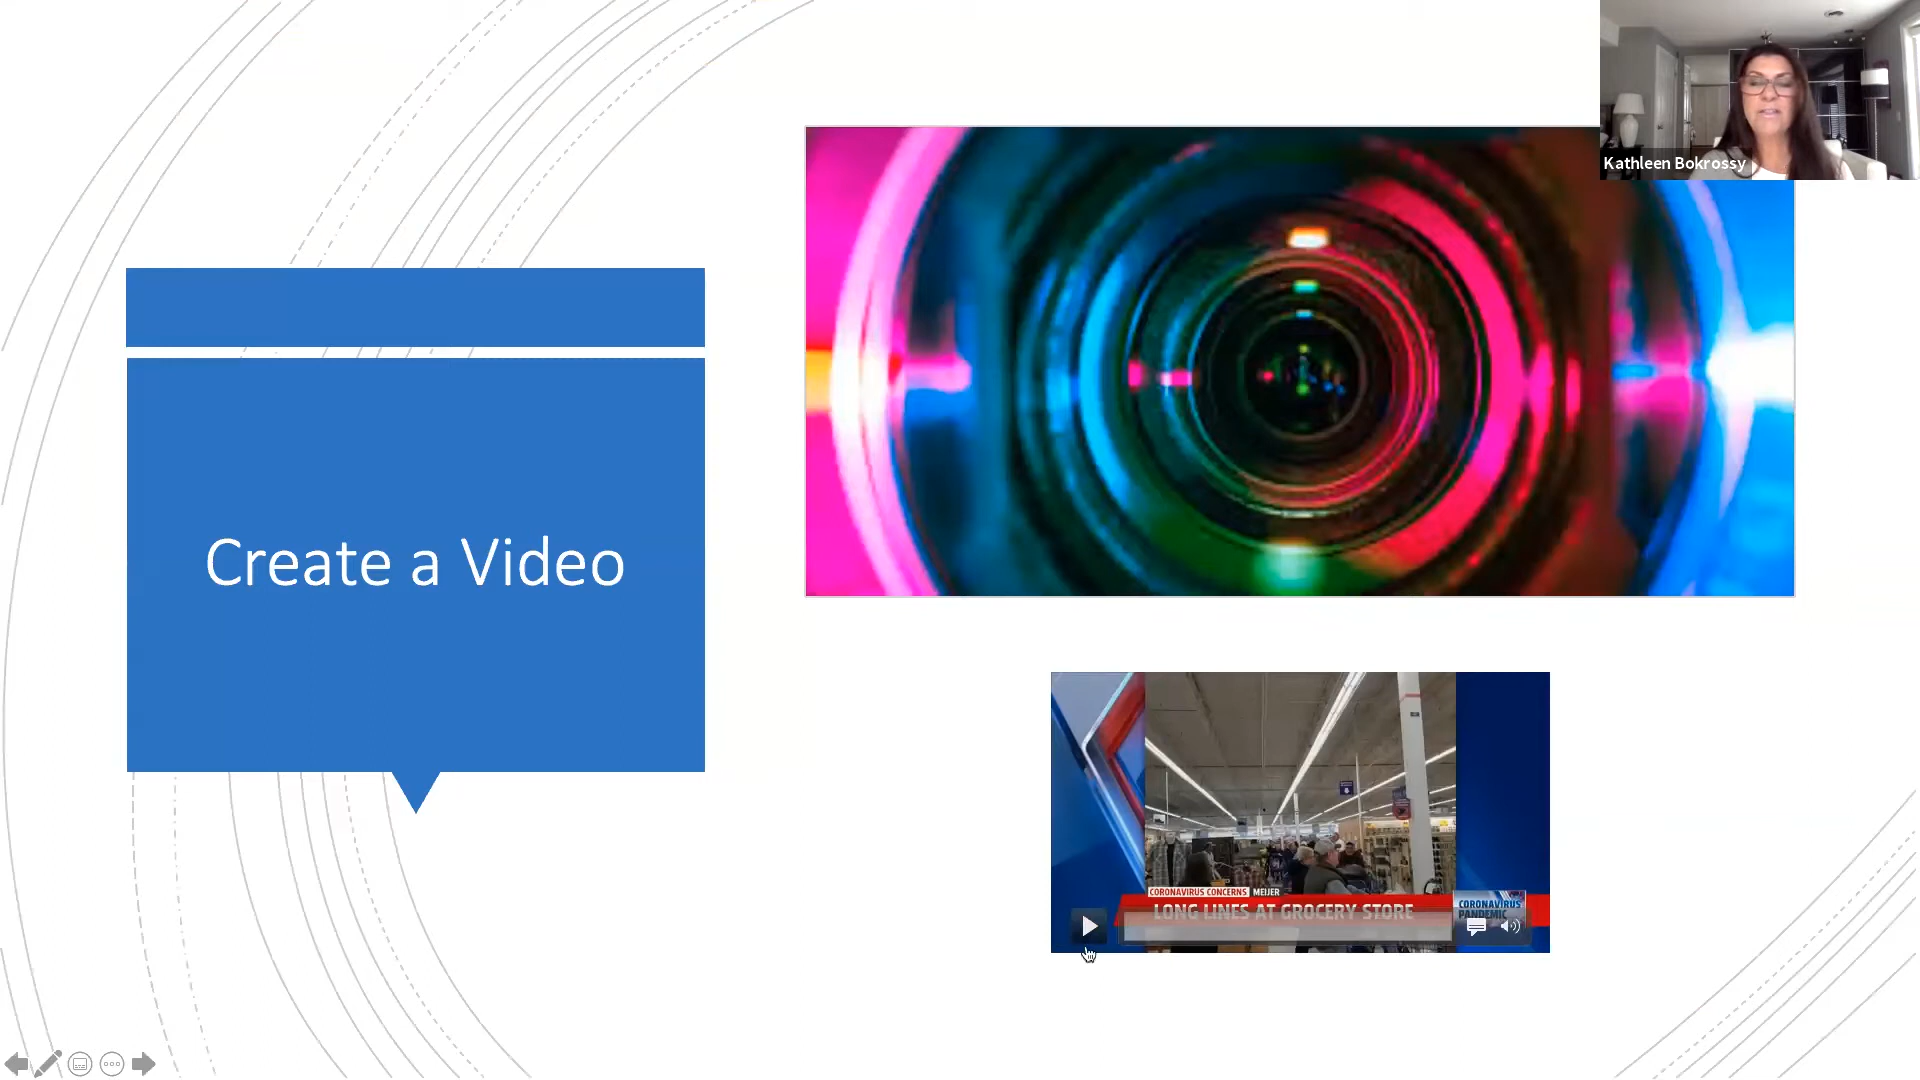 Kathleen Bokrossy
Create a Video
CORONAVIRUS CONCERNS MEIJER
LONG LINES AT GROCERY STORE
CORONAVIRUS
PANDEMIC